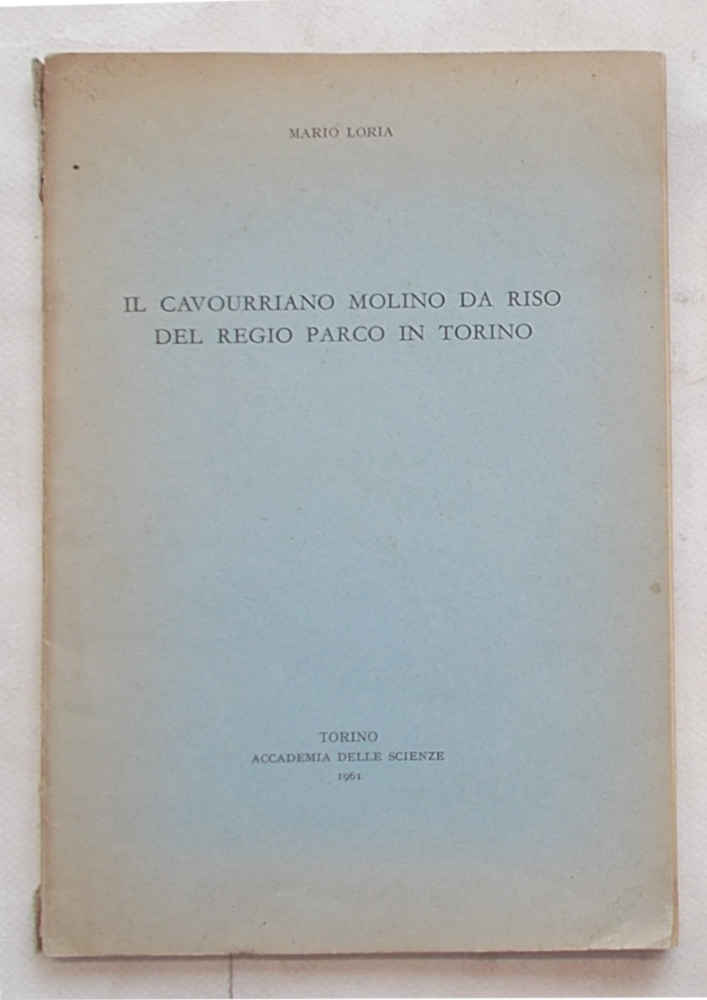 MARIO LORIA
IL CAVOURRIANO MOLINO DA RISO
DEL REGIO PARCO IN TORINO
TORINO
ACCADEMIA DELLE SCIENZE
1961